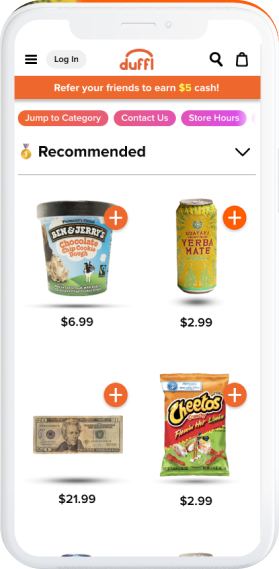 Log In
duffl
Refer your friends to earn $5 cash!
Jump to Category
Contact Us
Store Hours
Recommended
BEN & JERRY'S
Chocolate
Chip Cookie
Dough
$6.99
GUAYAKI
YERBA
MATE
$2.99
$21.99
Cheetos
Crunchy
Flamin' Hot Limón
$2.99